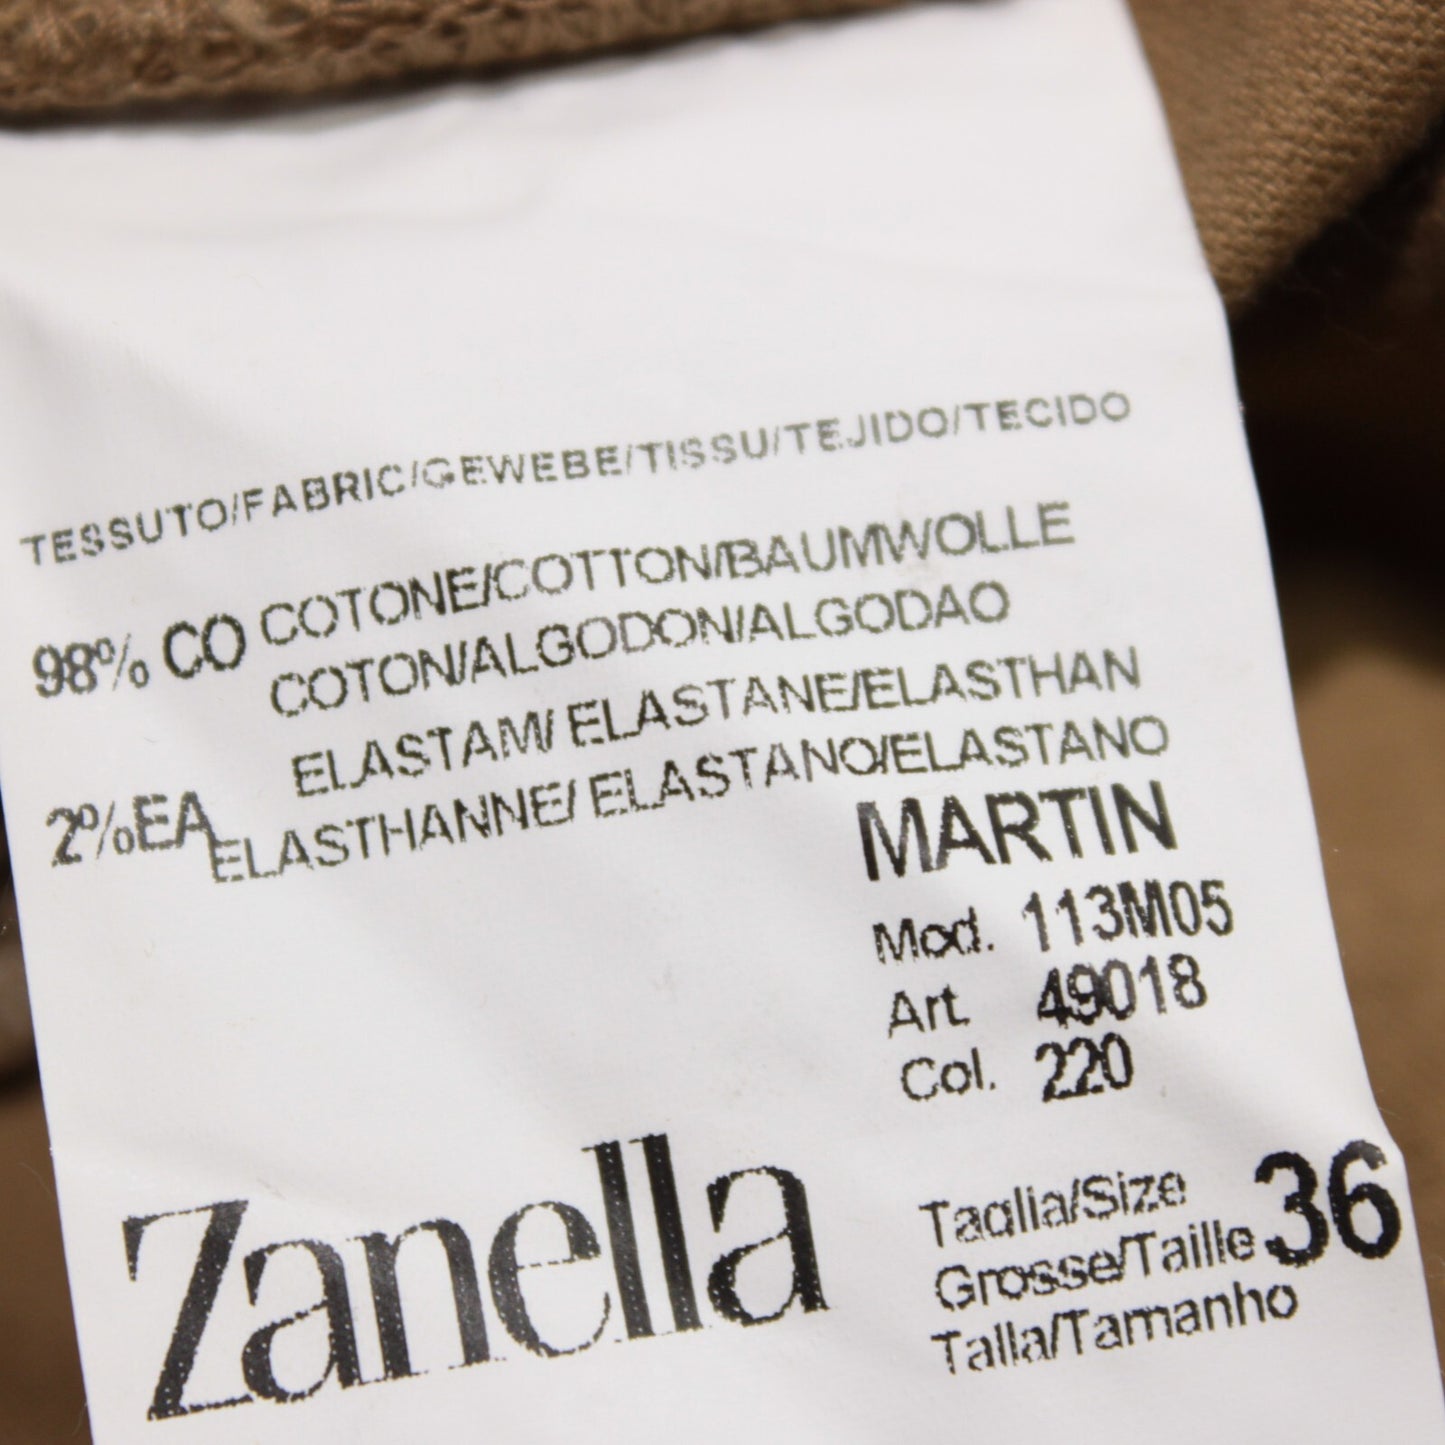 TESSUTO/FABRIC/GEWEBE/TISSU/TEJIDO/TECIDO
98% CO COTONE/COTTON/BAUMWOLLE
COTON/ALGODON/ALGODAO
ELASTAM/ ELASTANE/ELASTHAN
2%EA ELASTHANNE/ ELASTANO/ELASTANO
MARTIN
Mod. 113M05
Art. 49018
Col. 220
Zanella
Taglia/Size
Grosse/Taille 36
Talla/Tamanho